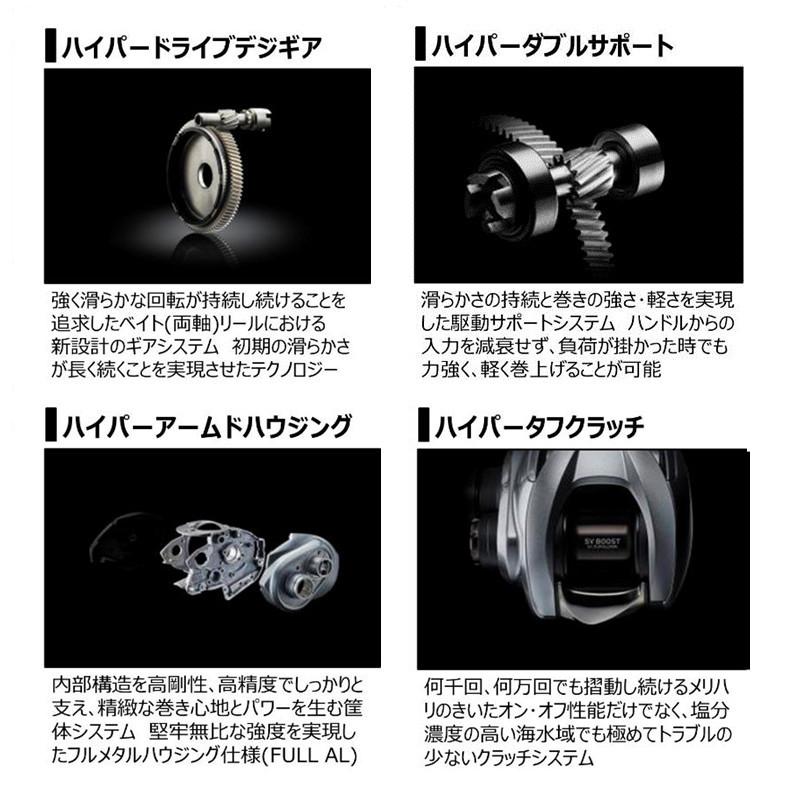 ハイパードライブデジギア
強く滑らかな回転が持続し続けることを
追求したベイト(両軸)リールにおける
新設計のギアシステム　初期の滑らかさ
が長く続くことを実現させたテクノロジー
ハイパーダブルサポート
滑らかさの持続と巻きの強さ・軽さを実現
した駆動サポートシステム　ハンドルからの
入力を減衰せず、負荷が掛かった時でも
力強く、軽く巻上げることが可能
ハイパーアームドハウジング
内部構造を高剛性、高精度でしっかりと
支え、精緻な巻き心地とパワーを生む筐
体システム　堅牢無比な強度を実現し
たフルメタルハウジング仕様(FULL AL)
ハイパータフクラッチ
SV BOOST
何千回、何万回でも摺動し続けるメリハ
リのきいたオン・オフ性能だけでなく、塩分
濃度の高い海水域でも極めてトラブルの
少ないクラッチシステム